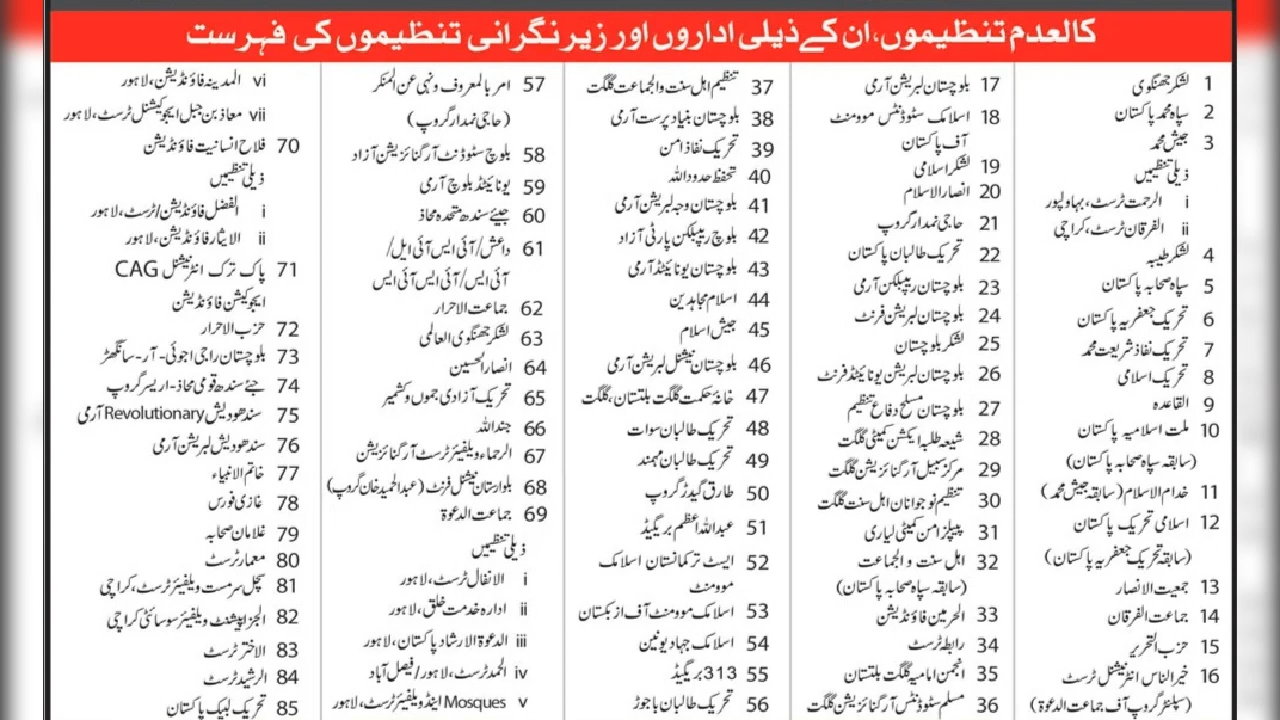 کالعدم تنظیموں، ان کے ذیلی اداروں اور زیر نگرانی تنظیموں کی فہرست
1 لشکر جھنگوی
2 سپاہ محمد پاکستان
3 جیش محمد
ذیلی تنظیمیں
i الرحمت ٹرسٹ، بہاولپور
ii الفرقان ٹرسٹ، کراچی
4 لشکر طیبہ
5 سپاہ صحابہ پاکستان
6 تحریک جعفریہ پاکستان
7 تحریک نفاذ شریعت محمد
8 تحریک اسلامی
9 القاعدہ
10 ملت اسلامیہ پاکستان
(سابقہ سپاہ صحابہ پاکستان)
11 خدام الاسلام (سابقہ جیش محمد)
12 اسلامی تحریک پاکستان
(سابقہ تحریک جعفریہ پاکستان)
13 جمعیت الانصار
14 جماعت الفرقان
15 حزب التحریر
16 خیر الناس انٹرنیشنل ٹرسٹ
(سپلنٹر گروپ آف جماعت الدعوۃ)
17 بلوچستان لبریشن آرمی
18 اسلامک سٹوڈنٹس موومنٹ
آف پاکستان
19 لشکر اسلامی
20 انصار الاسلام
21 حاجی نمدار گروپ
22 تحریک طالبان پاکستان
23 بلوچستان ریپبلکن آرمی
24 بلوچستان لبریشن فرنٹ
25 لشکر بلوچستان
26 بلوچستان لبریشن یونائیٹڈ فرنٹ
27 بلوچستان مسلح دفاع تنظیم
28 شیعہ طلبہ ایکشن کمیٹی گلگت
29 مرکز سبیل آرگنائزیشن گلگت
30 تنظیم نوجوانان اہل سنت گلگت
31 پیپلز امن کمیٹی لیاری
32 اہل سنت و الجماعت
(سابقہ سپاہ صحابہ پاکستان)
33 الحرمین فاؤنڈیشن
34 رابطہ ٹرسٹ
35 انجمن امامیہ گلگت بلتستان
36 مسلم سٹوڈنٹس آرگنائزیشن گلگت
37 تنظیم اہل سنت والجماعت گلگت
38 بلوچستان بنیاد پرست آرمی
39 تحریک نفاذ امن
40 تحفظ حدود اللہ
41 بلوچستان وجہ لبریشن آرمی
42 بلوچ ریپبلکن پارٹی آزاد
43 بلوچستان یونائیٹڈ آرمی
44 اسلام مجاہدین
45 جیش اسلام
46 بلوچستان نیشنل لبریشن آرمی
47 خانۂ حکمت گلگت بلتستان، گلگت
48 تحریک طالبان سوات
49 تحریک طالبان مہمند
50 طارق گیدڑ گروپ
51 عبداللہ اعظم بریگیڈ
52 ایسٹ ترکمانستان اسلامک
موومنٹ
53 اسلامک موومنٹ آف ازبکستان
54 اسلامک جہاد یونین
55 313 بریگیڈ
56 تحریک طالبان باجوڑ
57 امر بالمعروف و نہی عن المنکر
(حاجی نمدار گروپ)
58 بلوچ سٹوڈنٹ آرگنائزیشن آزاد
59 یونائیٹڈ بلوچ آرمی
60 جیئے سندھ متحدہ محاذ
61 داعش/آئی ایس آئی ایل/
آئی ایس/آئی ایس آئی ایس
62 جماعت الاحرار
63 لشکر جھنگوی العالمی
64 انصار الحسین
65 تحریک آزادی جموں و کشمیر
66 جند اللہ
67 الرحماء ویلفیئر ٹرسٹ آرگنائزیشن
68 بلورستان نیشنل فرنٹ (عبدالحمید خان گروپ)
69 جماعت الدعوۃ
ذیلی تنظیمیں
i الانفال ٹرسٹ، لاہور
ii ادارہ خدمت خلق، لاہور
iii الدعوۃ الارشاد پاکستان، لاہور
iv الحمد ٹرسٹ، لاہور/فیصل آباد
v Mosques اینڈ ویلفیئر ٹرسٹ، لاہور
vi المدینہ فاؤنڈیشن، لاہور
vii معاذ بن جبل ایجوکیشنل ٹرسٹ، لاہور
70 فلاح انسانیت فاؤنڈیشن
ذیلی تنظیمیں
i الفضل فاؤنڈیشن/ٹرسٹ، لاہور
ii الایثار فاؤنڈیشن، لاہور
71 پاک ترک انٹرنیشنل CAG
ایجوکیشن فاؤنڈیشن
72 حزب الاحرار
73 بلوچستان راجی اجوئی-آر-سانگھڑ
74 جئے سندھ قومی محاذ-اریسر گروپ
75 سندھودیش Revolutionary آرمی
76 سندھودیش لبریشن آرمی
77 خاتم الانبیاء
78 غازی فورس
79 غلامان صحابہ
80 معمار ٹرسٹ
81 سچل سرمست ویلفیئر ٹرسٹ، کراچی
82 الجزا پیشنٹ ویلفیئر سوسائٹی کراچی
83 الاختر ٹرسٹ
84 الرشید ٹرسٹ
85 تحریک لبیک پاکستان